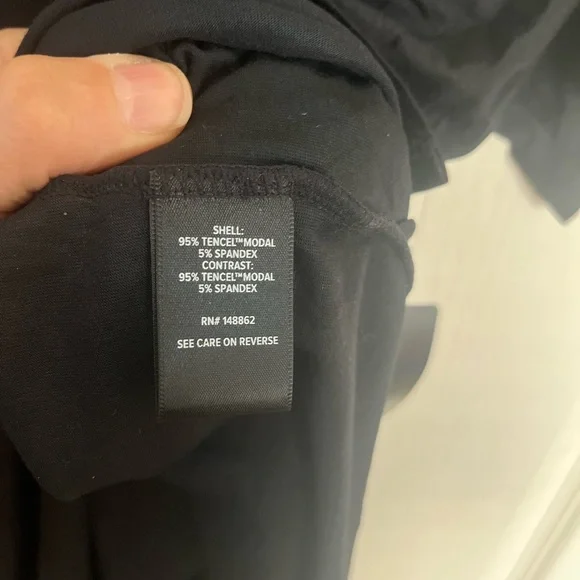 SHELL:
95% TENCEL™MODAL
5% SPANDEX
CONTRAST:
95% TENCEL™MODAL
5% SPANDEX
RN# 148862
SEE CARE ON REVERSE